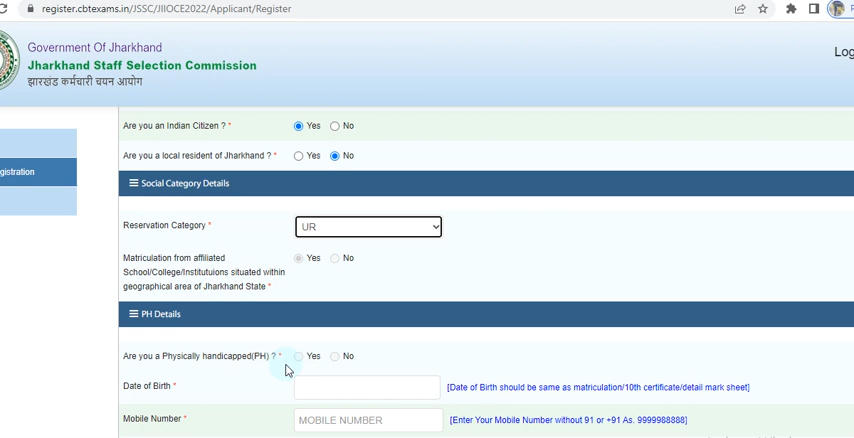 register.cbtexams.in/JSSC/JIIOCE2022/Applicant/Register
Government Of Jharkhand
Log
Jharkhand Staff Selection Commission
झारखंड कर्मचारी चयन आयोग
Are you an Indian Citizen ? * Yes No
Are you a local resident of Jharkhand ? * Yes No
gistration
Social Category Details
Reservation Category * UR
Matriculation from affiliated Yes No
School/College/Instituions situated within
geographical area of Jharkhand State *
PH Details
Are you a Physically handicapped(PH) ? * Yes No
Date of Birth * [Date of Birth should be same as matriculation/10th certificate/detail mark sheet]
Mobile Number * MOBILE NUMBER [Enter Your Mobile Number without 91 or +91 As. 9999988888]